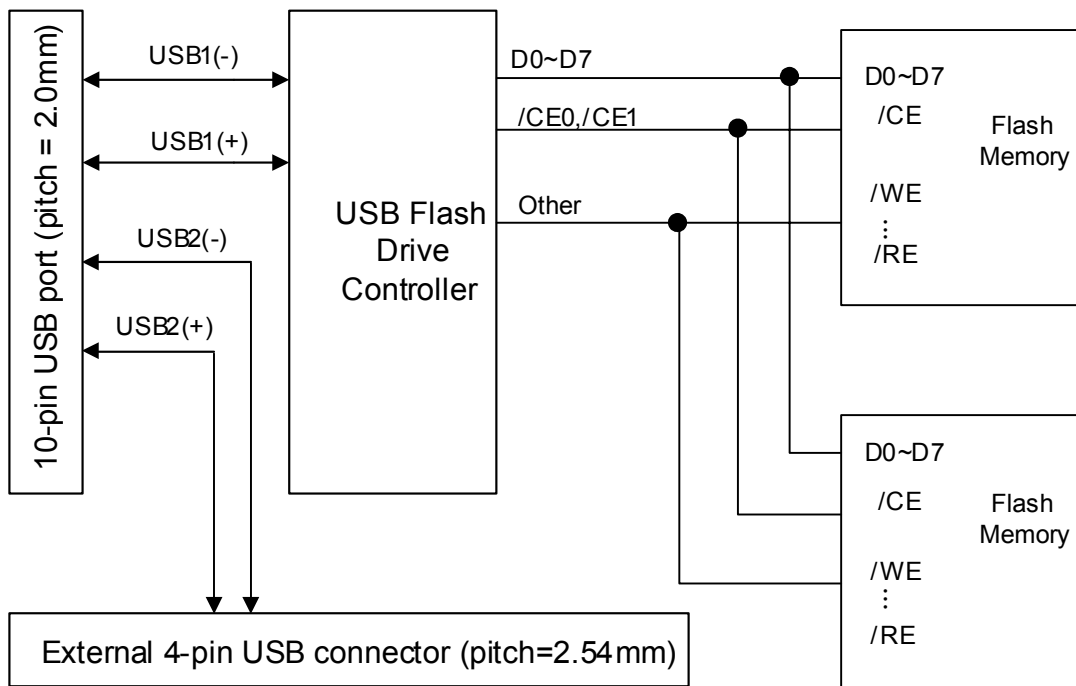 10-pin USB port (pitch = 2.0mm)
USB1(-)
USB1(+)
USB2(-)
USB2(+)
USB Flash
Drive
Controller
D0~D7
/CE0,/CE1
Other
D0~D7
/CE
/WE
⋮
/RE
Flash
Memory
D0~D7
/CE
/WE
⋮
/RE
Flash
Memory
External 4-pin USB connector (pitch=2.54mm)